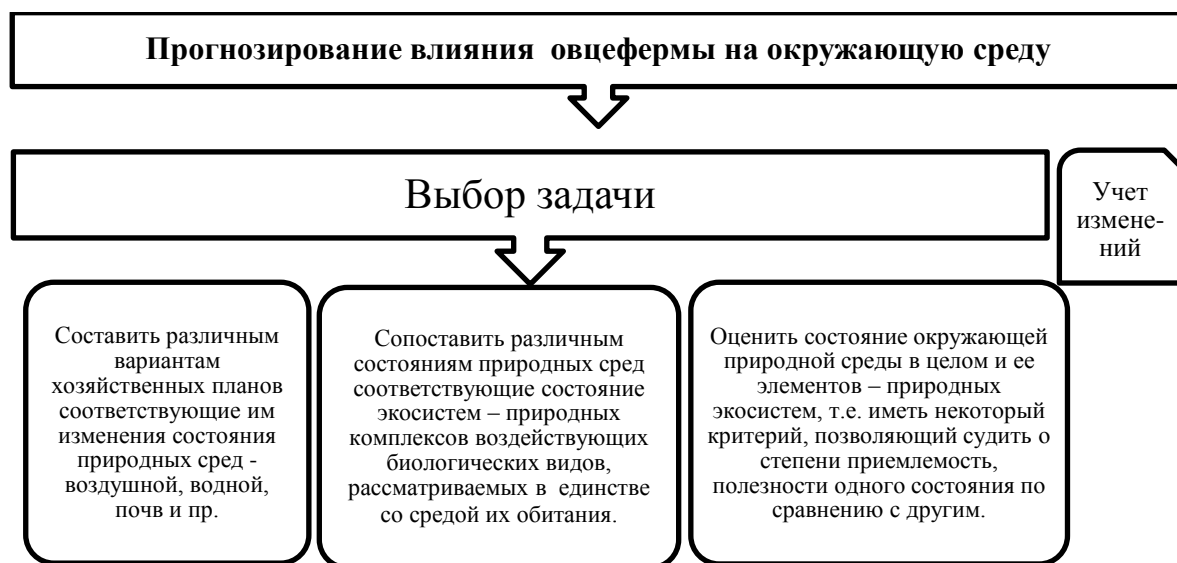 Прогнозирование влияния овцефермы на окружающую среду
Выбор задачи
Учет
измене-
ний
Составить различным
вариантам
хозяйственных планов
соответствующие им
изменения состояния
природных сред -
воздушной, водной,
почв и пр.
Сопоставить различным
состояниям природных сред
соответствующие состояние
экосистем – природных
комплексов воздействующих
биологических видов,
рассматриваемых в единстве
со средой их обитания.
Оценить состояние окружающей
природной среды в целом и ее
элементов – природных
экосистем, т.е. иметь некоторый
критерий, позволяющий судить о
степени приемлемость,
полезности одного состояния по
сравнению с другим.